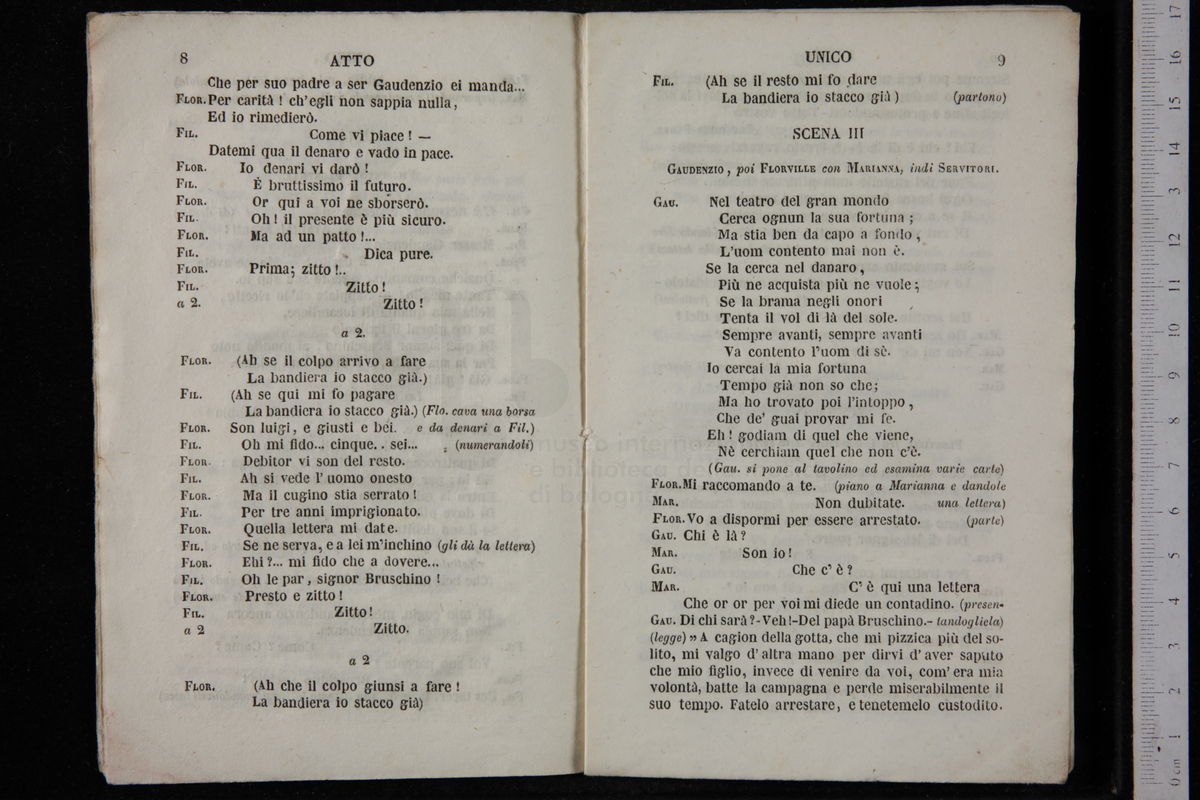 8 ATTO
Che per suo padre a ser Gaudenzio ei manda...
FLOR. Per carità ! ch'egli non sappia nulla,
Ed io rimedierò.
FIL. Come vi piace ! —
Datemi qua il denaro e vado in pace.
FLOR. Io denari vi darò !
FIL. È bruttissimo il futuro.
FLOR. Or qui a voi ne sborserò.
FIL. Oh ! il presente è più sicuro.
FLOR. Ma ad un patto !...
FIL. Dica pure.
FLOR. Prima; zitto !..
FIL. Zitto !
a 2. Zitto !
a 2.
FLOR. (Ah se il colpo arrivo a fare
La bandiera io stacco già.)
FIL. (Ah se qui mi fo pagare
La bandiera io stacco già.) (Flo. cava una borsa
FLOR. Son luigi, e giusti e bei. e da denari a Fil.)
FIL. Oh mi fido... cinque. . sei... (numerandoli)
FLOR. Debitor vi son del resto.
FIL. Ah si vede l' uomo onesto
FLOR. Ma il cugino stia serrato !
FIL. Per tre anni imprigionato.
FLOR. Quella lettera mi date.
FIL. Se ne serva, e a lei m'inchino (gli dà la lettera)
FLOR. Ehi ?... mi fido che a dovere...
FIL. Oh le par, signor Bruschino !
FLOR. Presto e zitto !
FIL. Zitto !
a 2 Zitto.
a 2
FLOR. (Ah che il colpo giunsi a fare !
La bandiera io stacco già)
UNICO 9
FIL. (Ah se il resto mi fo dare
La bandiera io stacco già ) (partono)
SCENA III
GAUDENZIO, poi FLORVILLE con MARIANNA, indi SERVITORI.
GAU. Nel teatro del gran mondo
Cerca ognun la sua fortuna ;
Ma stia ben da capo a fondo,
L'uom contento mai non è.
Se la cerca nel danaro,
Più ne acquista più ne vuole;
Se la brama negli onori
Tenta il vol di là del sole.
Sempre avanti, sempre avanti
Va contento l'uom di sè.
Io cercai la mia fortuna
Tempo già non so che;
Ma ho trovato poi l'intoppo,
Che de' guai provar mi fe.
Eh ! godiam di quel che viene,
Nè cerchiam quel che non c'è.
(Gau. si pone al tavolino ed esamina varie carte)
FLOR. Mi raccomando a te. (piano a Marianna e dandole
MAR. Non dubitate. una lettera)
FLOR. Vo a dispormi per essere arrestato. (parte)
GAU. Chi è là ?
MAR. Son io !
GAU. Che c' è ?
MAR. C' è qui una lettera
Che or or per voi mi diede un contadino. (presen-
GAU. Di chi sarà ?-Veh !-Del papà Bruschino.- tandogliela)
(legge) » A cagion della gotta, che mi pizzica più del so-
lito, mi valgo d' altra mano per dirvi d' aver saputo
che mio figlio, invece di venire da voi, com' era mia
volontà, batte la campagna e perde miserabilmente il
suo tempo. Fatelo arrestare, e tenetemelo custodito.
0 cm 1 2 3 4 5 6 7 8 9 10 11 12 13 14 15 16 17